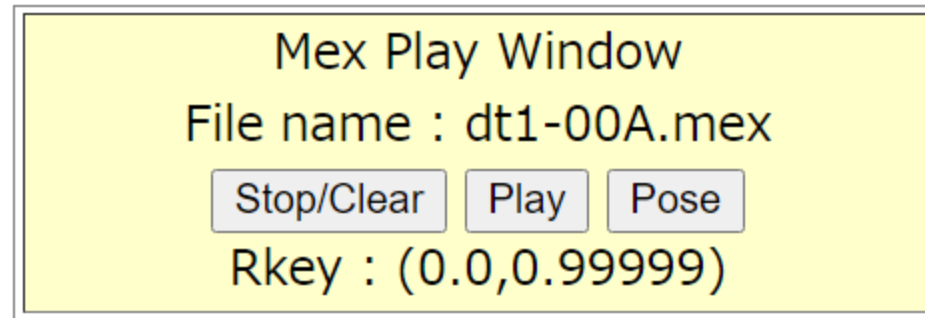 Mex Play Window
File name : dt1-00A.mex
Stop/Clear Play Pose
Rkey : (0.0,0.99999)